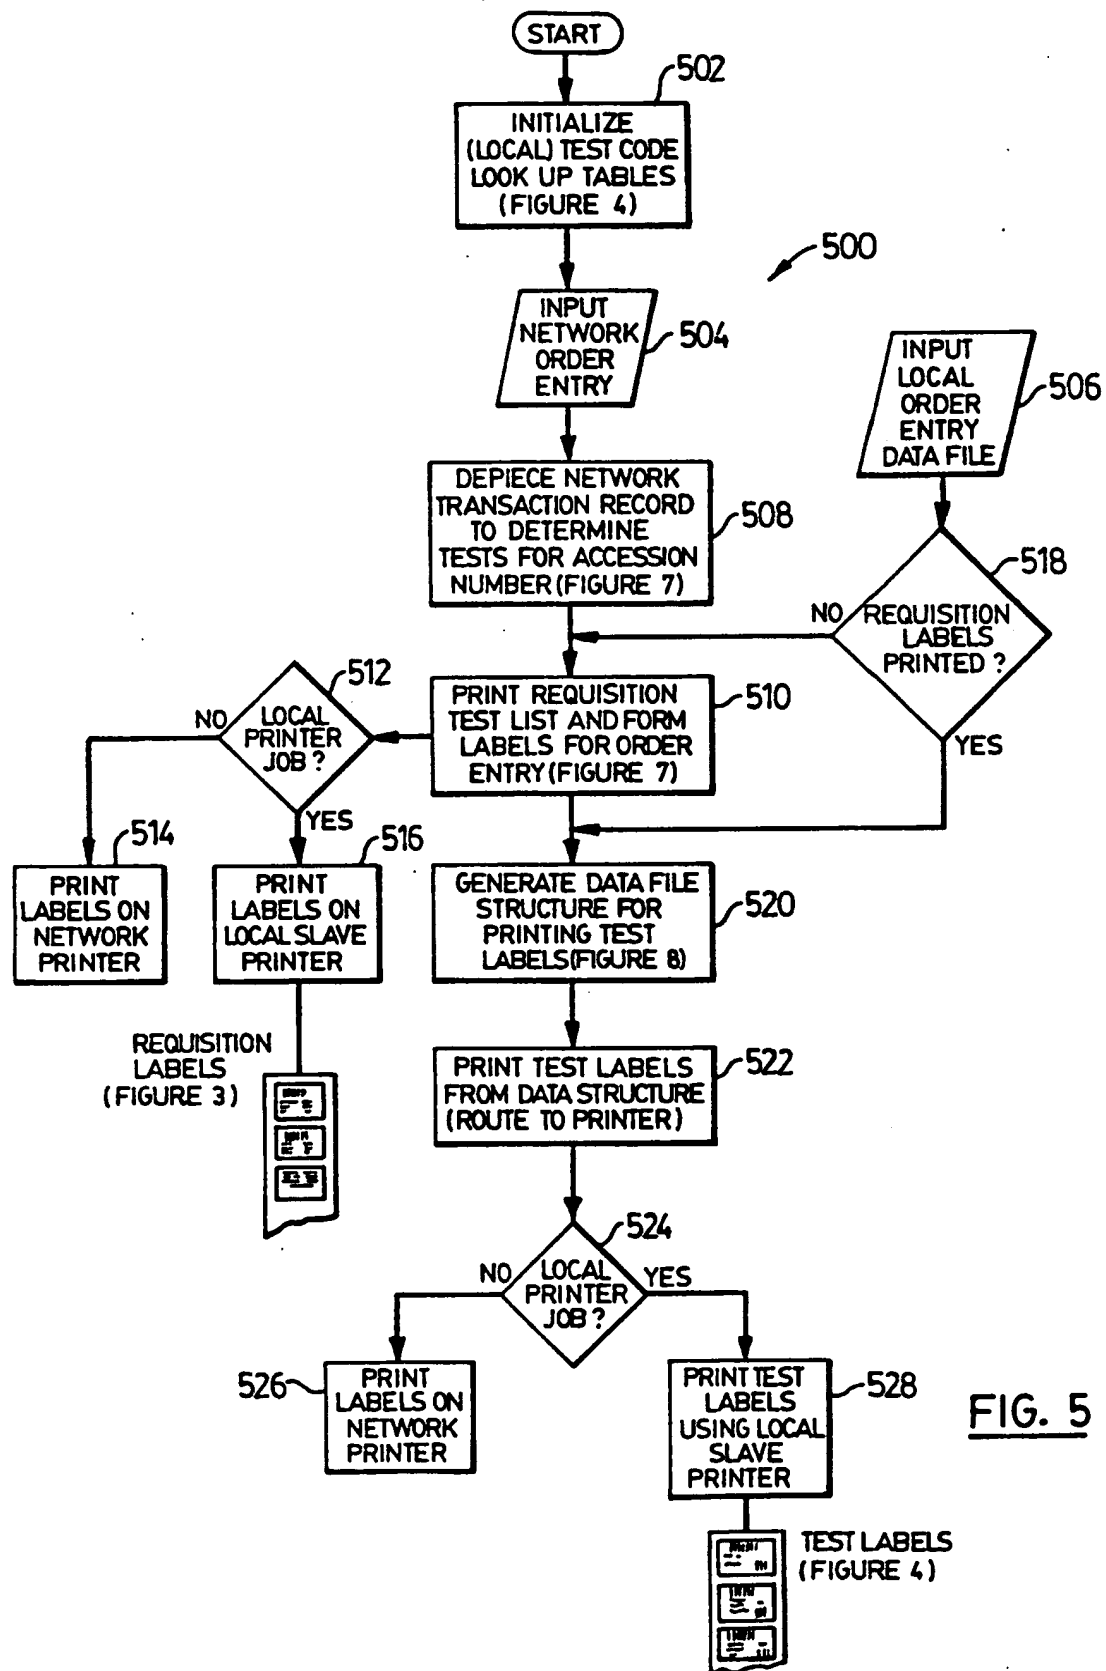 START
502
INITIALIZE
(LOCAL) TEST CODE
LOOK UP TABLES
(FIGURE 4)
500
INPUT
NETWORK
ORDER
ENTRY
504
INPUT
LOCAL
ORDER
ENTRY
DATA FILE
506
DEPIECE NETWORK
TRANSACTION RECORD
TO DETERMINE
TESTS FOR ACCESSION
NUMBER (FIGURE 7)
508
518
NO
REQUISITION
LABELS
PRINTED ?
YES
512
NO
LOCAL
PRINTER
JOB ?
YES
PRINT REQUISITION
TEST LIST AND FORM
LABELS FOR ORDER
ENTRY (FIGURE 7)
510
514
PRINT
LABELS ON
NETWORK
PRINTER
516
PRINT
LABELS ON
LOCAL SLAVE
PRINTER
GENERATE DATA FILE
STRUCTURE FOR
PRINTING TEST
LABELS (FIGURE 8)
520
REQUISITION
LABELS
(FIGURE 3)
PRINT TEST LABELS
FROM DATA STRUCTURE
(ROUTE TO PRINTER)
522
524
NO
LOCAL
PRINTER
JOB ?
YES
526
PRINT
LABELS ON
NETWORK
PRINTER
PRINT TEST
LABELS
USING LOCAL
SLAVE
PRINTER
528
FIG. 5
TEST LABELS
(FIGURE 4)